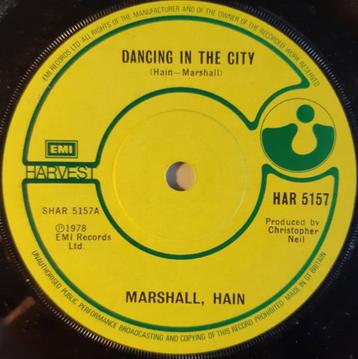 ALL RIGHTS OF THE MANUFACTURER AND OF THE OWNER OF THE RECORDED WORK RESERVED
EMI RECORDS LTD
DANCING IN THE CITY
(Hain-Marshall)
EMI
HARVEST
HAR 5157
SHAR 5157A
℗1978
EMI Records
Ltd.
Produced by
Christopher
Neil
MARSHALL, HAIN
UNAUTHORISED PUBLIC PERFORMANCE BROADCASTING AND COPYING OF THIS RECORD PROHIBITED. MADE IN GT BRITAIN